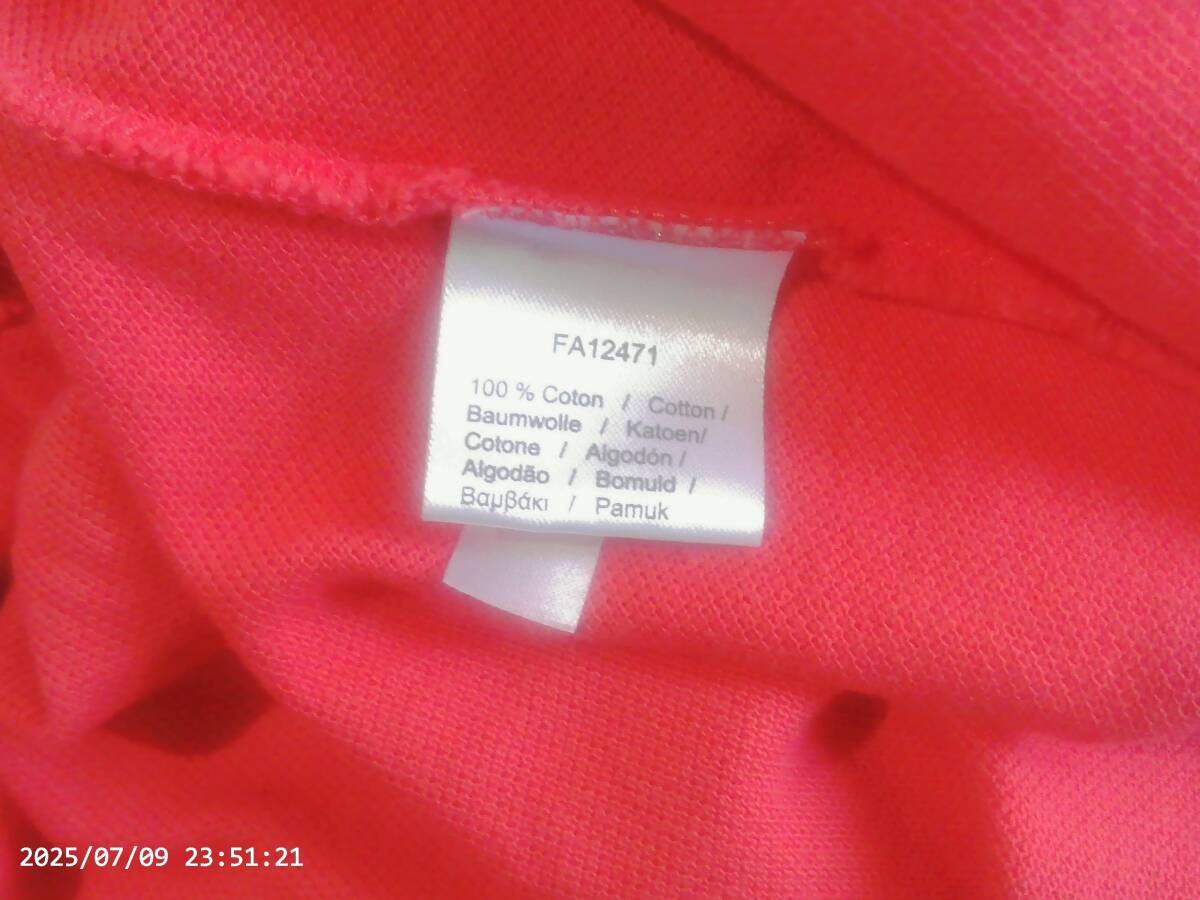 FA12471
100 % Coton / Cotton /
Baumwolle / Katoen/
Cotone / Algodón /
Algodão / Bomuld /
Βαμβάκι / Pamuk
2025/07/09 23:51:21